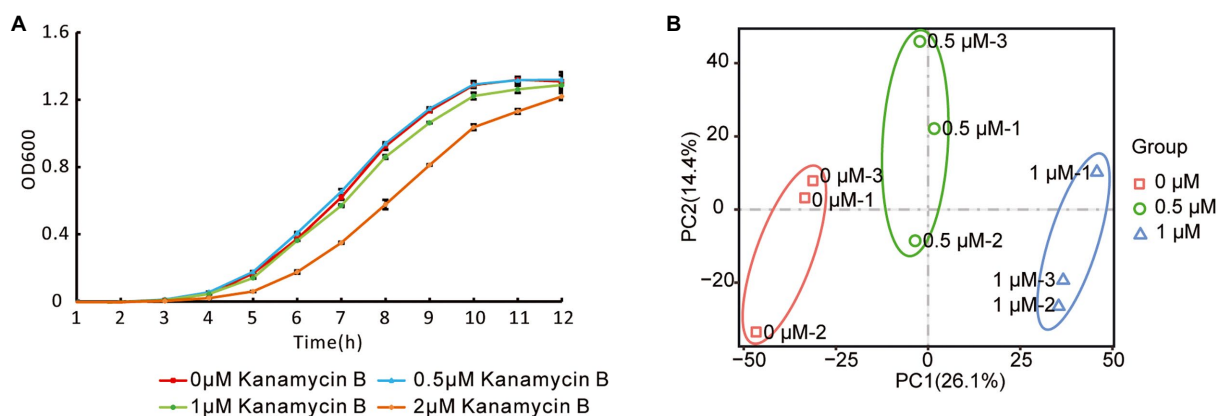 A
OD600
1.6
1.2
0.8
0.4
0
1 2 3 4 5 6 7 8 9 10 11 12
Time(h)
0μM Kanamycin B 0.5μM Kanamycin B
1μM Kanamycin B 2μM Kanamycin B
B
PC2(14.4%)
40
20
0
−20
0.5 μM-3
0.5 μM-1
1 μM-1
0 μM-3
0 μM-1
0.5 μM-2
1 μM-3
1 μM-2
0 μM-2
−50 −25 0 25 50
PC1(26.1%)
Group
0 μM
0.5 μM
1 μM